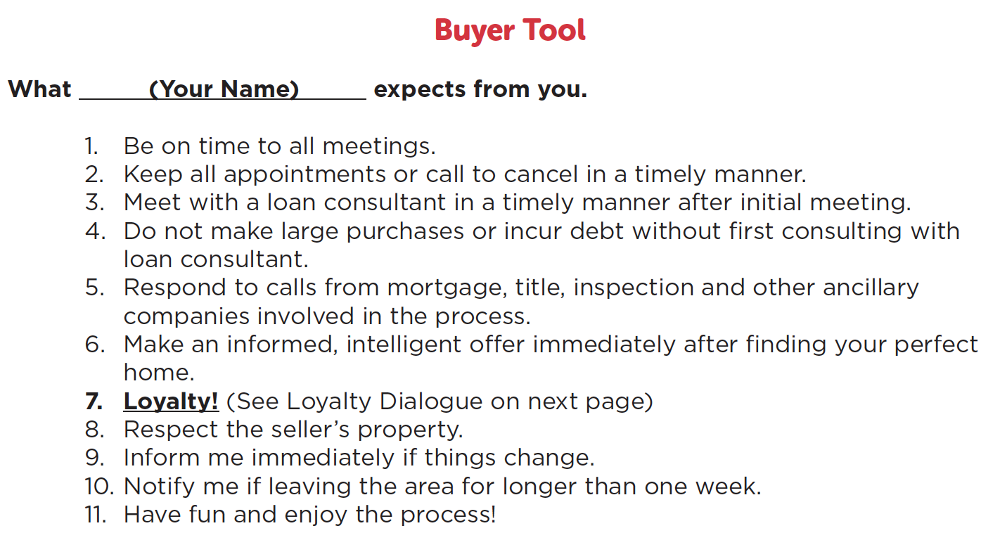 Buyer Tool
What (Your Name) expects from you.
1. Be on time to all meetings.
2. Keep all appointments or call to cancel in a timely manner.
3. Meet with a loan consultant in a timely manner after initial meeting.
4. Do not make large purchases or incur debt without first consulting with
loan consultant.
5. Respond to calls from mortgage, title, inspection and other ancillary
companies involved in the process.
6. Make an informed, intelligent offer immediately after finding your perfect
home.
7. Loyalty! (See Loyalty Dialogue on next page)
8. Respect the seller’s property.
9. Inform me immediately if things change.
10. Notify me if leaving the area for longer than one week.
11. Have fun and enjoy the process!